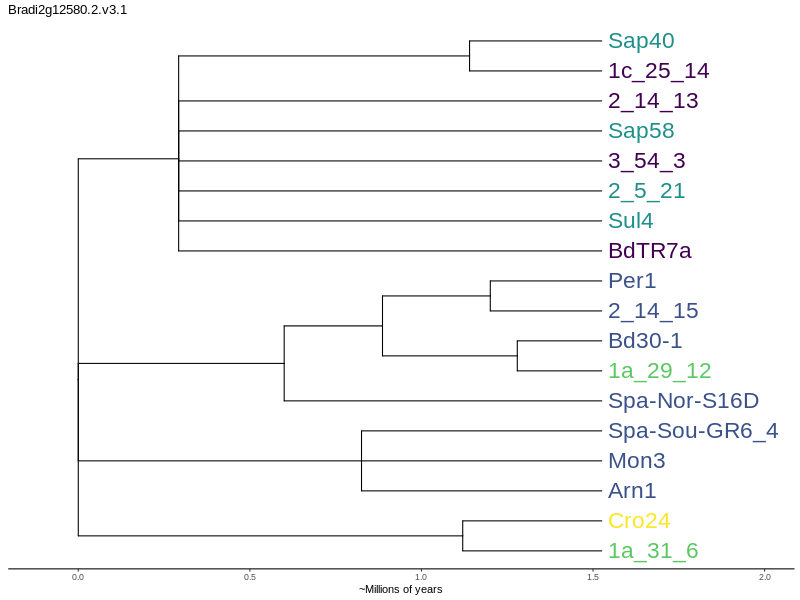 Bradi2g12580.2.v3.1
Sap40
1c_25_14
2_14_13
Sap58
3_54_3
2_5_21
Sul4
BdTR7a
Per1
2_14_15
Bd30-1
1a_29_12
Spa-Nor-S16D
Spa-Sou-GR6_4
Mon3
Arn1
Cro24
1a_31_6
0.0 0.5 1.0 1.5 2.0
~Millions of years